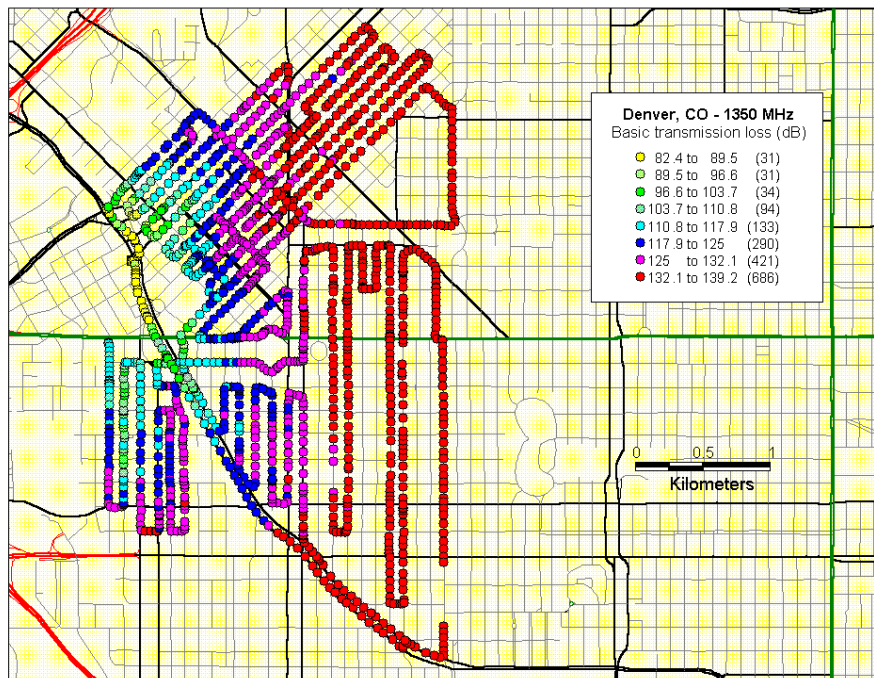 Denver, CO - 1350 MHz
Basic transmission loss (dB)
82.4 to 89.5 (31)
89.5 to 96.6 (31)
96.6 to 103.7 (34)
103.7 to 110.8 (94)
110.8 to 117.9 (133)
117.9 to 125 (290)
125 to 132.1 (421)
132.1 to 139.2 (686)
0 0.5 1
Kilometers